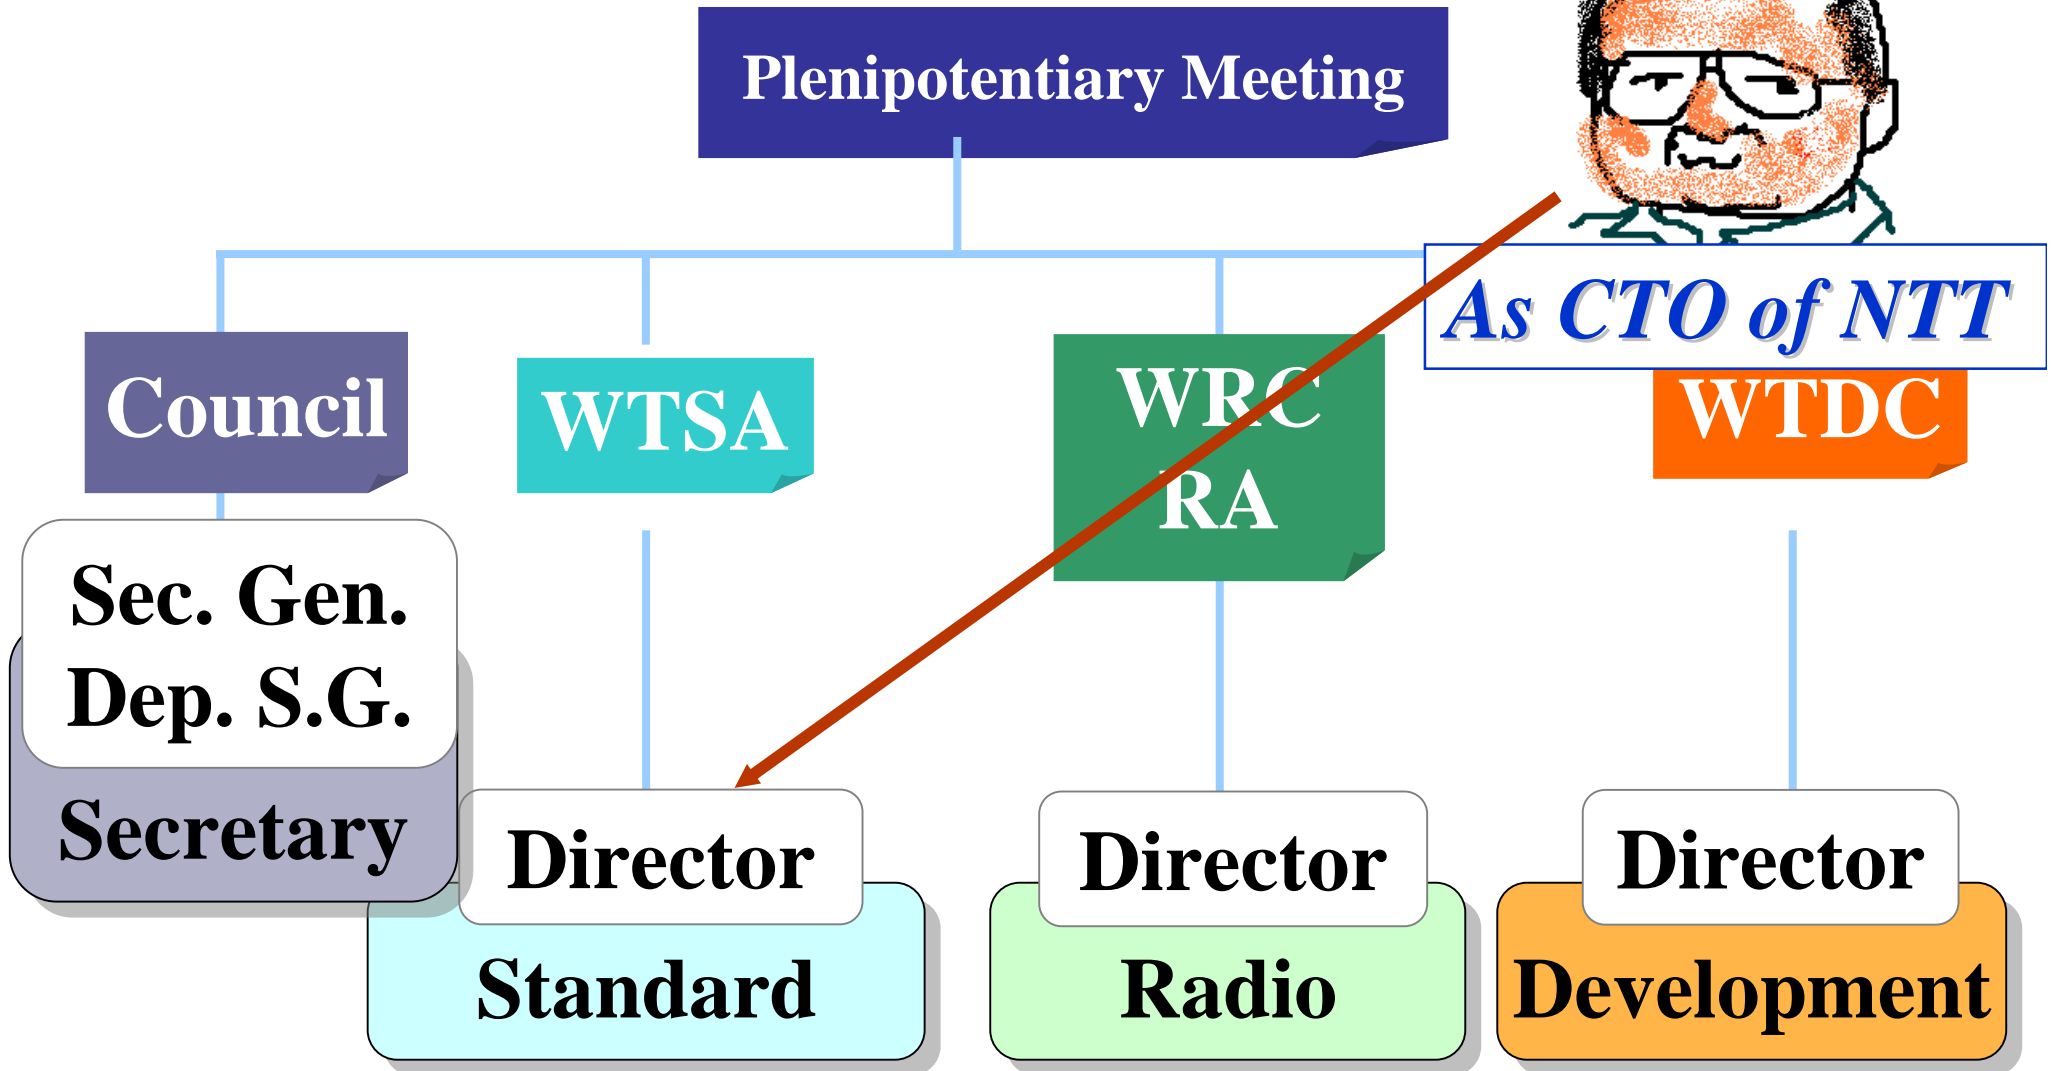 Plenipotentiary Meeting
As CTO of NTT
Council
WTSA
WRC
RA
WTDC
Sec. Gen.
Dep. S.G.
Secretary
Director
Director
Director
Standard
Radio
Development